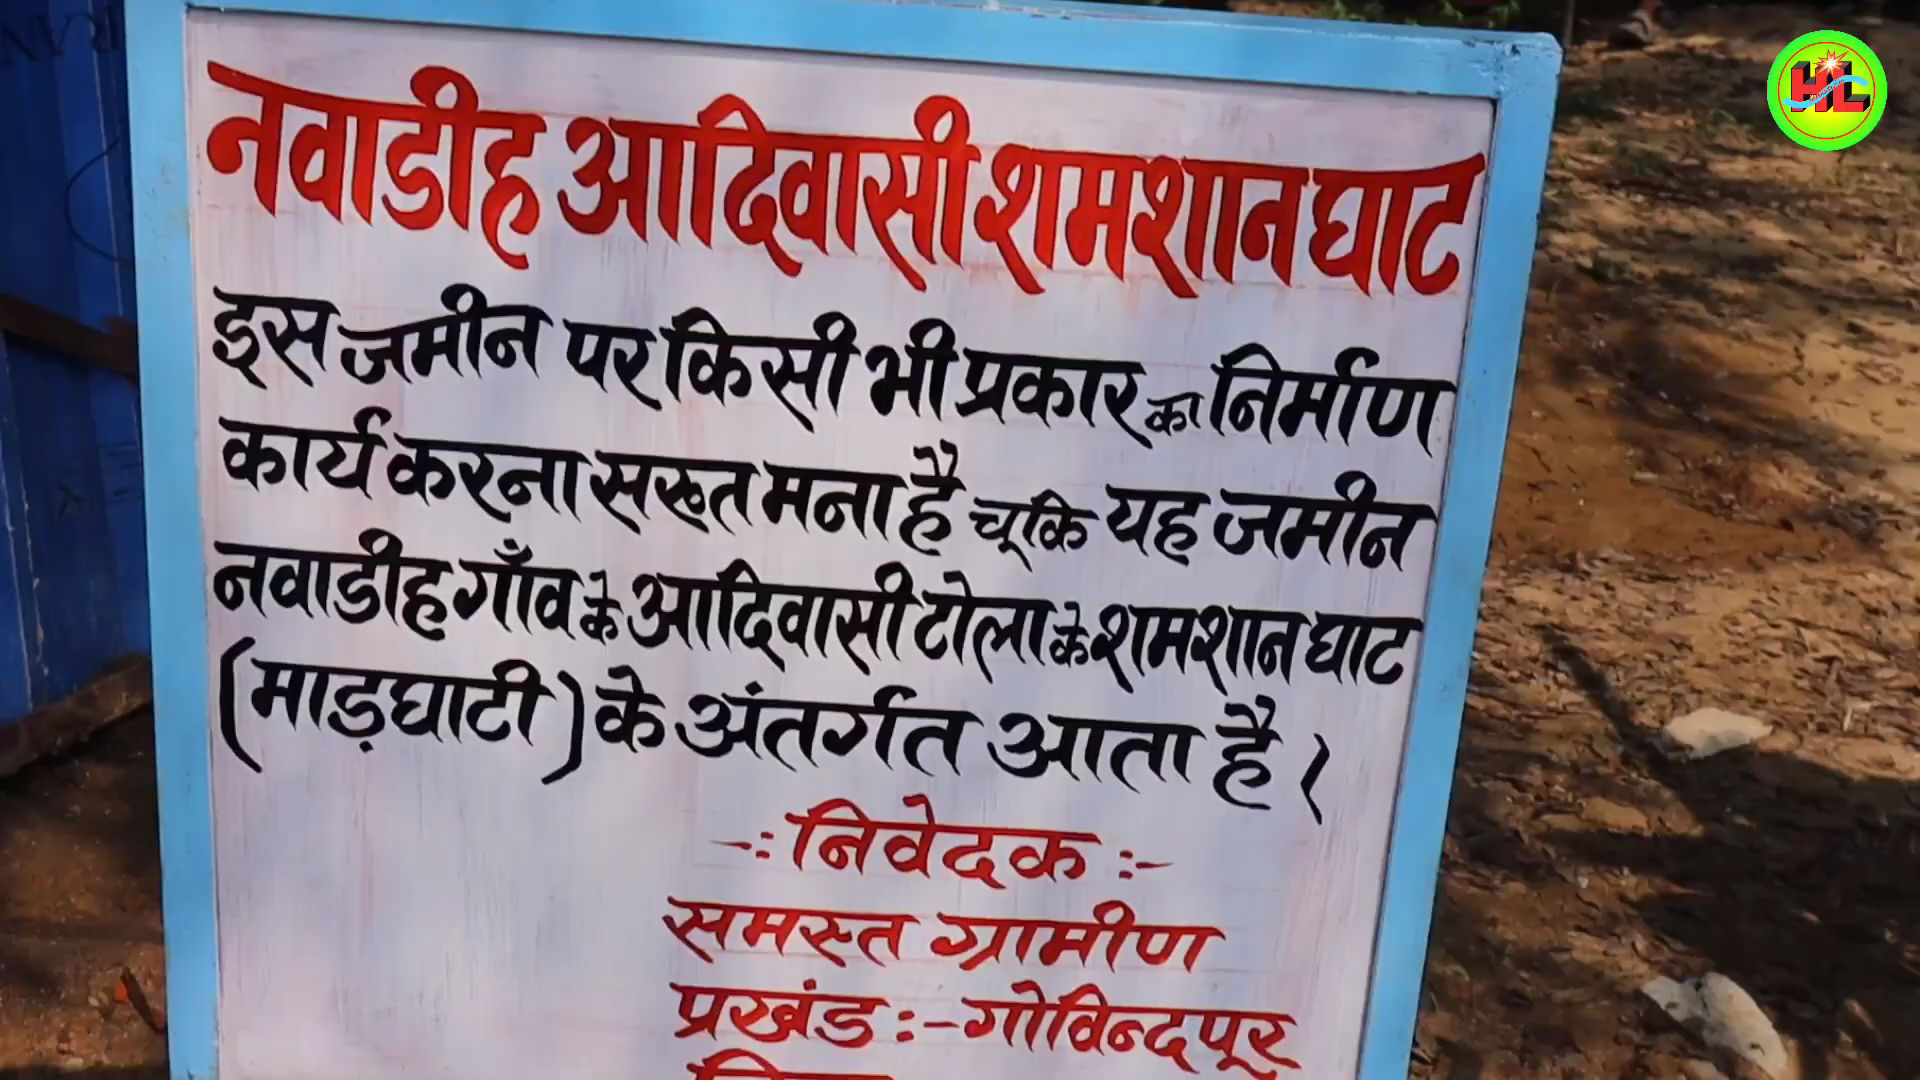 नवाडीह आदिवासी शमशान घाट
इस जमीन पर किसी भी प्रकार का निर्माण
कार्य करना सख्त मना है चूकि यह जमीन
नवाडीह गाँव के आदिवासी टोला के शमशान घाट
(माड़घाटी) के अंतर्गत आता है।
-: निवेदक :-
समस्त ग्रामीण
प्रखंड :- गोविन्दपूर
HL